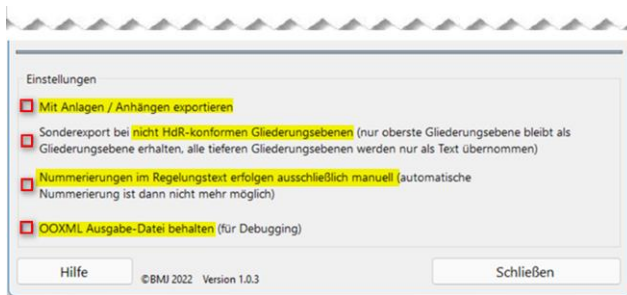 Einstellungen
Mit Anlagen / Anhängen exportieren
Sonderexport bei nicht HdR-konformen Gliederungsebenen (nur oberste Gliederungsebene bleibt als
Gliederungsebene erhalten, alle tieferen Gliederungsebenen werden nur als Text übernommen)
Nummerierungen im Regelungstext erfolgen ausschließlich manuell (automatische
Nummerierung ist dann nicht mehr möglich)
OOXML Ausgabe-Datei behalten (für Debugging)
Hilfe ©BMJ 2022 Version 1.0.3 Schließen